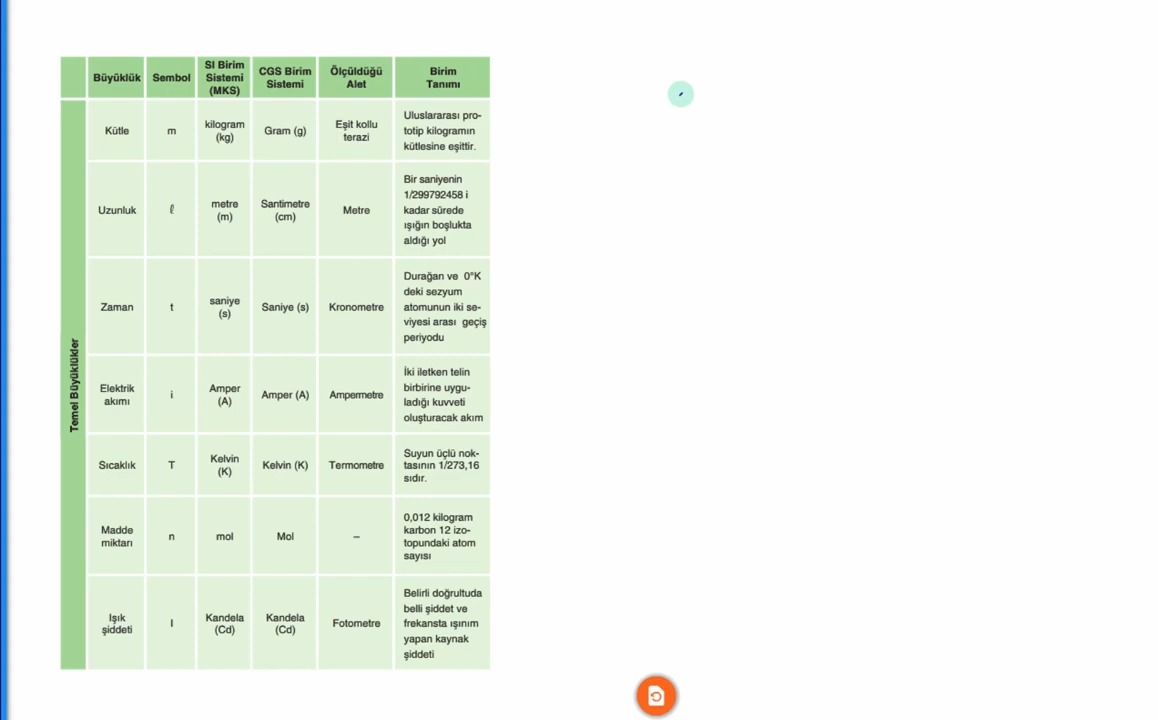 Büyüklük
Sembol
SI Birim
Sistemi
(MKS)
CGS Birim
Sistemi
Ölçüldüğü
Alet
Birim
Tanımı
Temel Büyüklükler
Kütle
m
kilogram
(kg)
Gram (g)
Eşit kollu
terazi
Uluslararası pro-
totip kilogramın
kütlesine eşittir.
Uzunluk
ℓ
metre
(m)
Santimetre
(cm)
Metre
Bir saniyenin
1/299792458 i
kadar sürede
ışığın boşlukta
aldığı yol
Zaman
t
saniye
(s)
Saniye (s)
Kronometre
Durağan ve 0°K
deki sezyum
atomunun iki se-
viyesi arası geçiş
periyodu
Elektrik
akımı
i
Amper
(A)
Amper (A)
Ampermetre
İki iletken telin
birbirine uygu-
ladığı kuvveti
oluşturacak akım
Sıcaklık
T
Kelvin
(K)
Kelvin (K)
Termometre
Suyun üçlü nok-
tasının 1/273,16
sıdır.
Madde
miktarı
n
mol
Mol
–
0,012 kilogram
karbon 12 izo-
topundaki atom
sayısı
Işık
şiddeti
I
Kandela
(Cd)
Kandela
(Cd)
Fotometre
Belirli doğrultuda
belli şiddet ve
frekansta ışınım
yapan kaynak
şiddeti